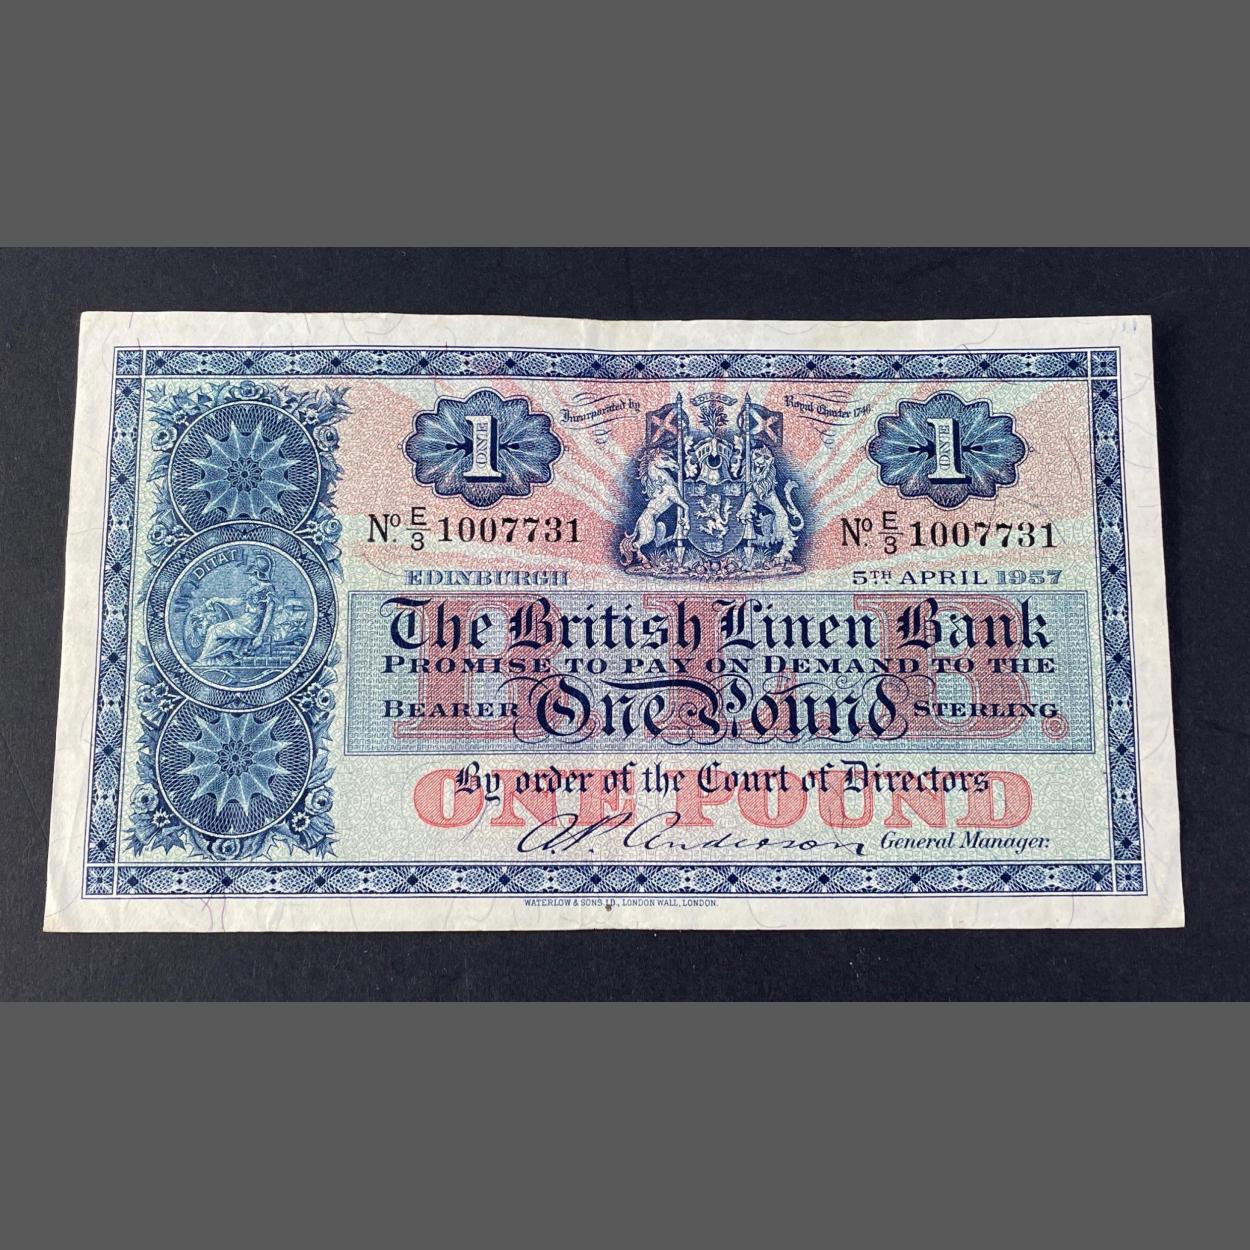 1 ONE
Incorporated by Royal Charter 1746
1 ONE
Nº E/3 1007731
Nº E/3 1007731
EDINBURGH 5TH APRIL 1957
DITAT
B.L.B.
The British Linen Bank
PROMISE TO PAY ON DEMAND TO THE
BEARER One Pound STERLING
By order of the Court of Directors
ONE POUND
A.P. Anderson General Manager.
WATERLOW & SONS LD., LONDON WALL, LONDON.